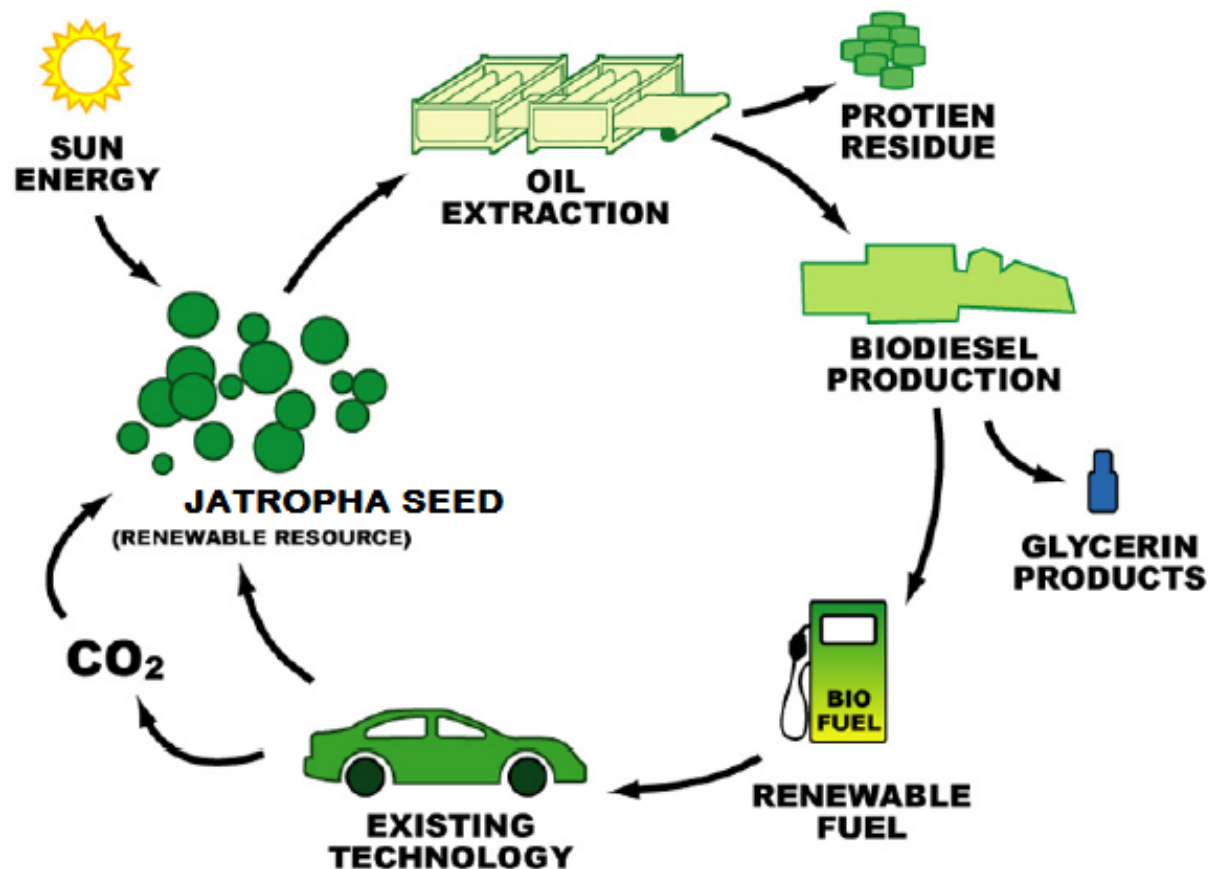 SUN
ENERGY
OIL
EXTRACTION
PROTIEN
RESIDUE
BIODIESEL
PRODUCTION
GLYCERIN
PRODUCTS
BIO
FUEL
RENEWABLE
FUEL
EXISTING
TECHNOLOGY
CO₂
JATROPHA SEED
(RENEWABLE RESOURCE)